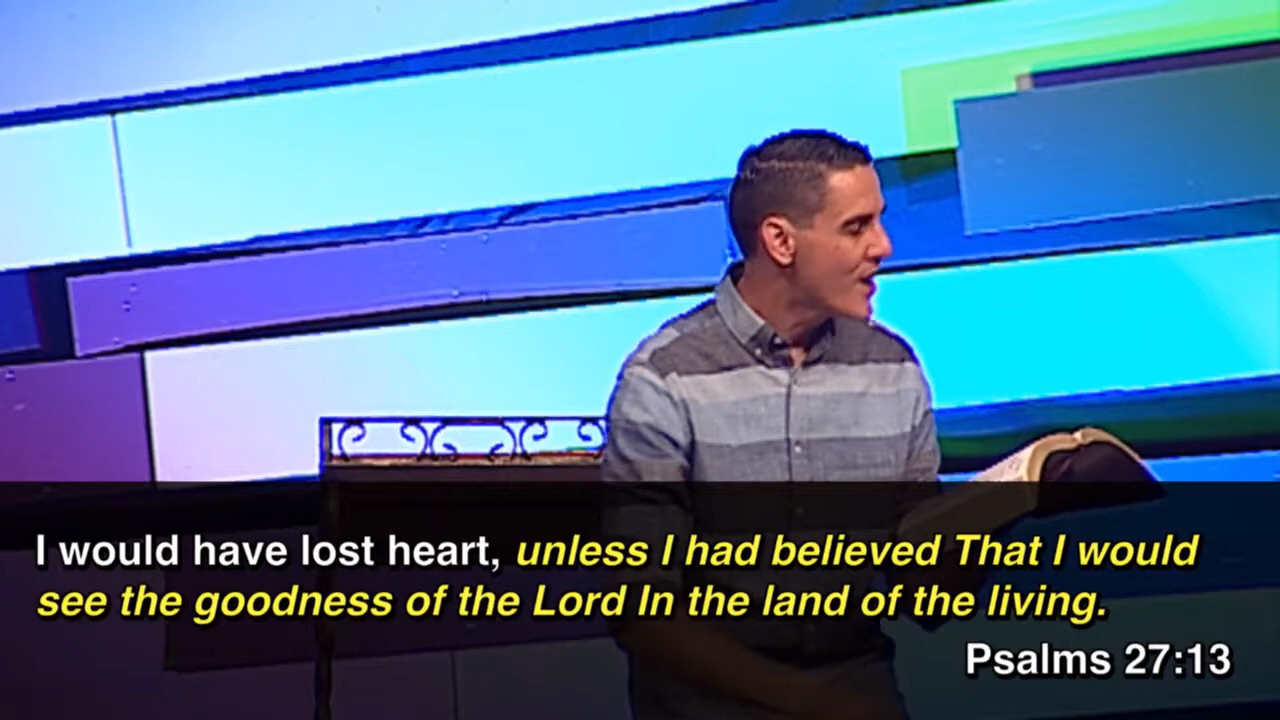 I would have lost heart, unless I had believed That I would
see the goodness of the Lord In the land of the living.
Psalms 27:13